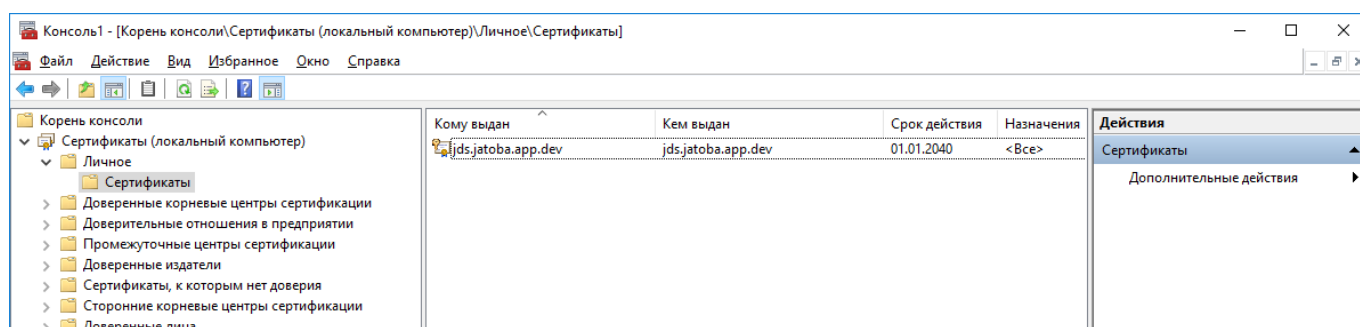 Консоль1 - [Корень консоли\Сертификаты (локальный компьютер)\Личное\Сертификаты]
Файл Действие Вид Избранное Окно Справка
Корень консоли
Сертификаты (локальный компьютер)
Личное
Сертификаты
Доверенные корневые центры сертификации
Доверительные отношения в предприятии
Промежуточные центры сертификации
Доверенные издатели
Сертификаты, к которым нет доверия
Сторонние корневые центры сертификации
Доверенные лица
Кому выдан Кем выдан Срок действия Назначения
jds.jatoba.app.dev jds.jatoba.app.dev 01.01.2040 <Все>
Действия
Сертификаты
Дополнительные действия